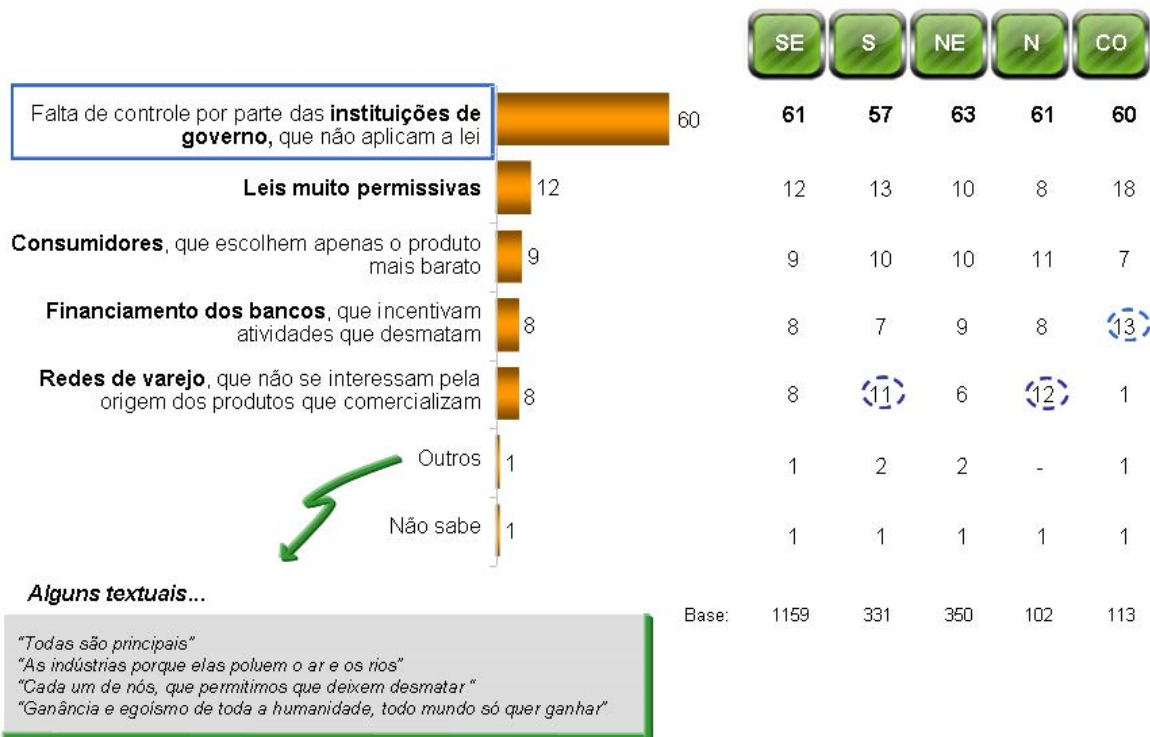 SE S NE N CO
Falta de controle por parte das instituições de
governo, que não aplicam a lei
60 61 57 63 61 60
Leis muito permissivas 12 12 13 10 8 18
Consumidores, que escolhem apenas o produto
mais barato
9 9 10 10 11 7
Financiamento dos bancos, que incentivam
atividades que desmatam
8 8 7 9 8 13
Redes de varejo, que não se interessam pela
origem dos produtos que comercializam
8 8 11 6 12 1
Outros 1 1 2 2 - 1
Não sabe 1 1 1 1 1 1
Alguns textuais...
Base: 1159 331 350 102 113
"Todas são principais"
"As indústrias porque elas poluem o ar e os rios"
"Cada um de nós, que permitimos que deixem desmatar "
"Ganância e egoísmo de toda a humanidade, todo mundo só quer ganhar"